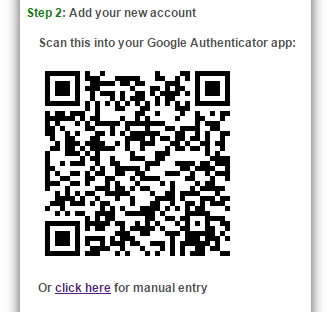 Step 2: Add your new account
Scan this into your Google Authenticator app:
Or click here for manual entry